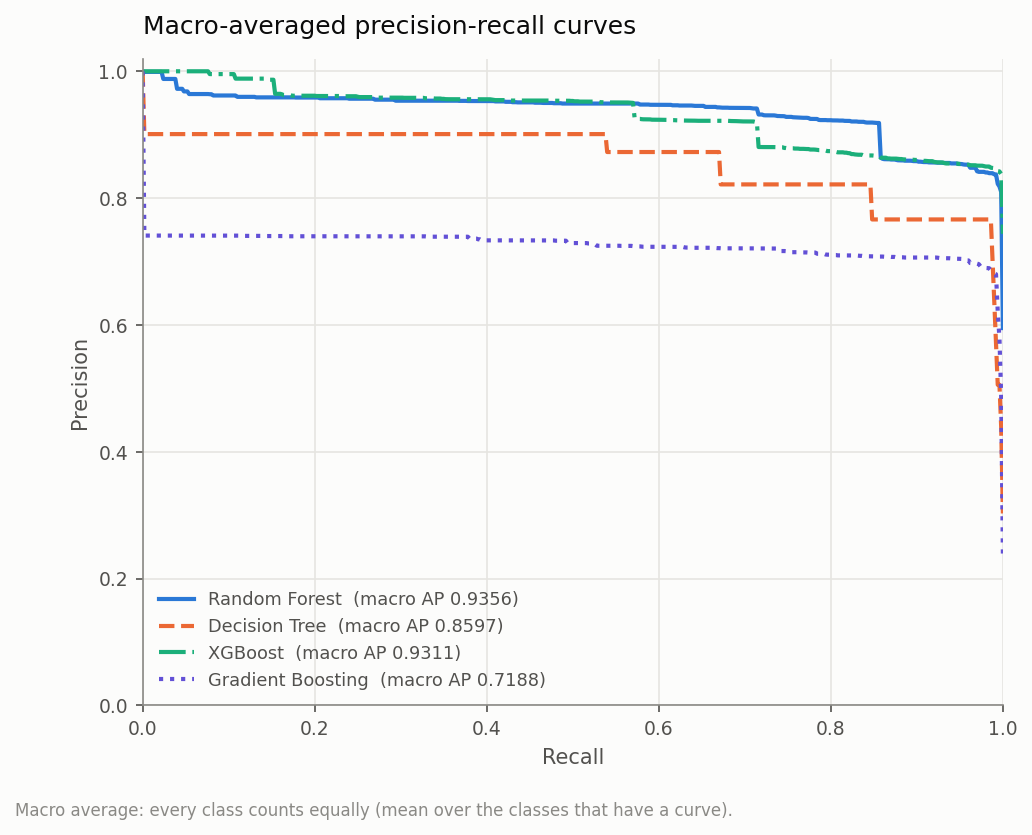 Macro-averaged precision-recall curves
1.0
0.8
0.6
0.4
0.2
0.0
Precision
Random Forest  (macro AP 0.9356)
Decision Tree  (macro AP 0.8597)
XGBoost  (macro AP 0.9311)
Gradient Boosting  (macro AP 0.7188)
0.0 0.2 0.4 0.6 0.8 1.0
Recall
Macro average: every class counts equally (mean over the classes that have a curve).